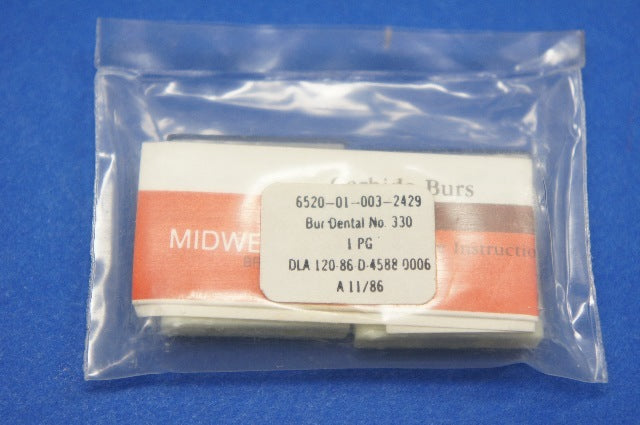 Carbide Burs
6520-01-003-2429
Bur Dental No. 330
1 PG
DLA 120-86-D-4588 0006
A 11/86
MIDWE
Instructio